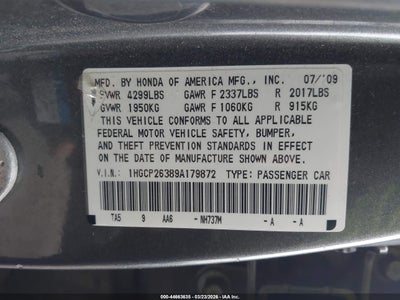 MFD. BY HONDA OF AMERICA MFG., INC. 07/'09
GVWR 4299LBS GAWR F 2337LBS R 2017LBS
GVWR 1950KG GAWR F 1060KG R 915KG
THIS VEHICLE CONFORMS TO ALL APPLICABLE
FEDERAL MOTOR VEHICLE SAFETY, BUMPER,
AND THEFT PREVENTION STANDARDS IN EFFECT
ON THE DATE OF MANUFACTURE SHOWN ABOVE.
V.I.N.: 1HGCP26389A179872 TYPE: PASSENGER CAR
TA5 9 AA6 -NH737M -A -A
IAA - 44663635 - 03/23/2026 - IAAI.COM